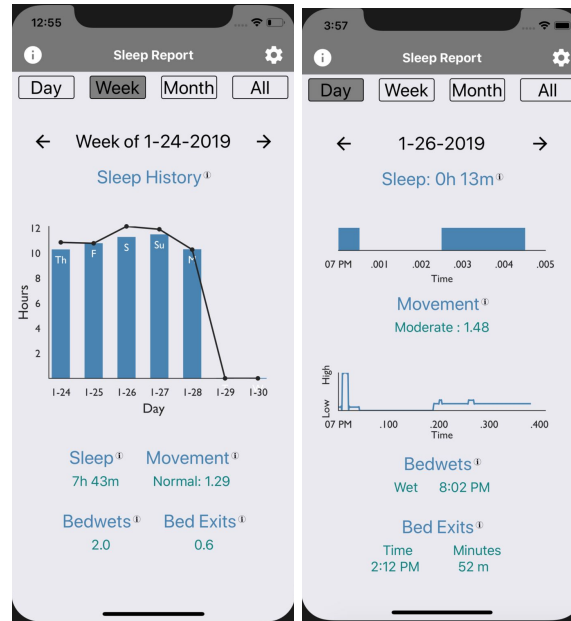 12:55
Sleep Report
Day Week Month All
← Week of 1-24-2019 →
Sleep History
12
10
8
6
4
2
Hours
Th F S Su M
1-24 1-25 1-26 1-27 1-28 1-29 1-30
Day
Sleep Movement
7h 43m Normal: 1.29
Bedwets Bed Exits
2.0 0.6
3:57
Sleep Report
Day Week Month All
← 1-26-2019 →
Sleep: 0h 13m
07 PM .001 .002 .003 .004 .005
Time
Movement
Moderate : 1.48
High
Low
07 PM .100 .200 .300 .400
Time
Bedwets
Wet 8:02 PM
Bed Exits
Time Minutes
2:12 PM 52 m